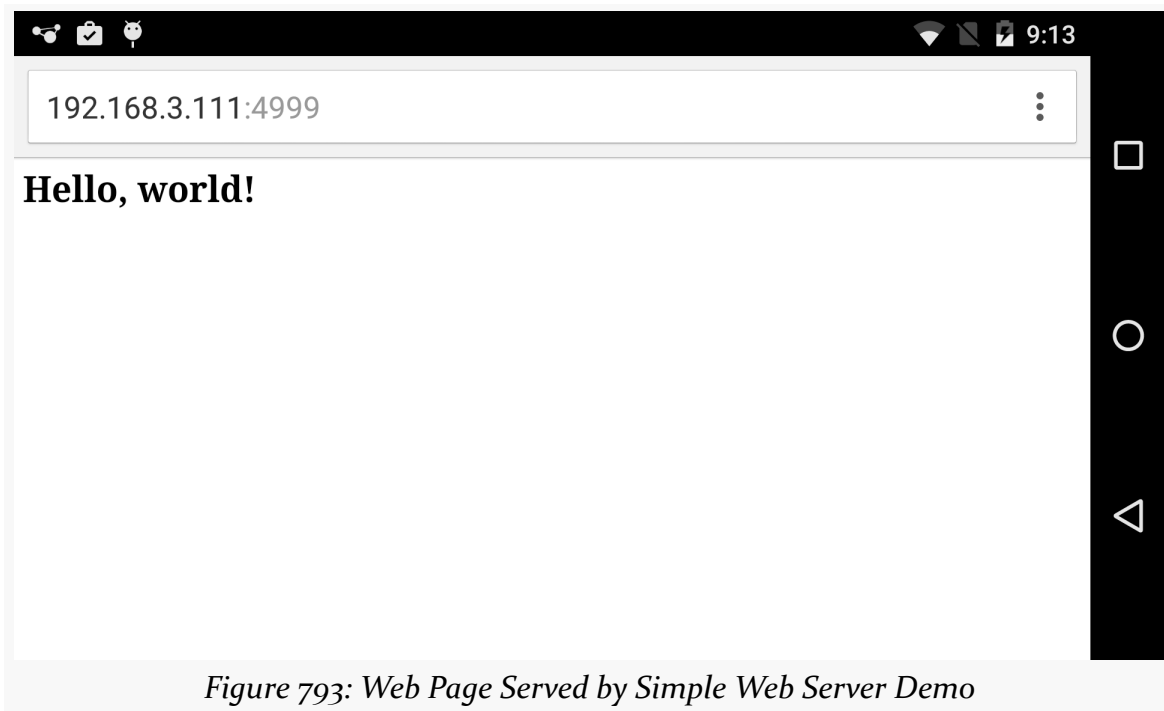 9:13
192.168.3.111:4999
Hello, world!
Figure 793: Web Page Served by Simple Web Server Demo